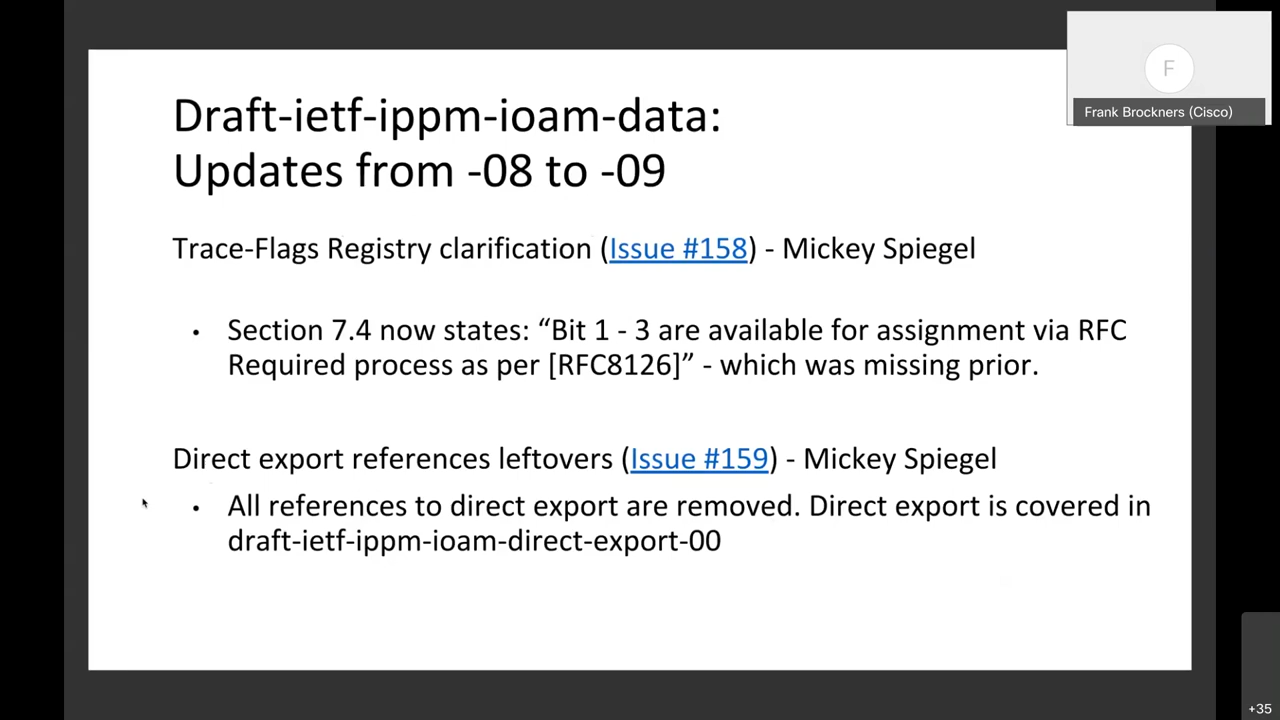 F
Frank Brockners (Cisco)
Draft-ietf-ippm-ioam-data:
Updates from -08 to -09
Trace-Flags Registry clarification (Issue #158) - Mickey Spiegel
• Section 7.4 now states: “Bit 1 - 3 are available for assignment via RFC
Required process as per [RFC8126]” - which was missing prior.
Direct export references leftovers (Issue #159) - Mickey Spiegel
• All references to direct export are removed. Direct export is covered in
draft-ietf-ippm-ioam-direct-export-00
+35